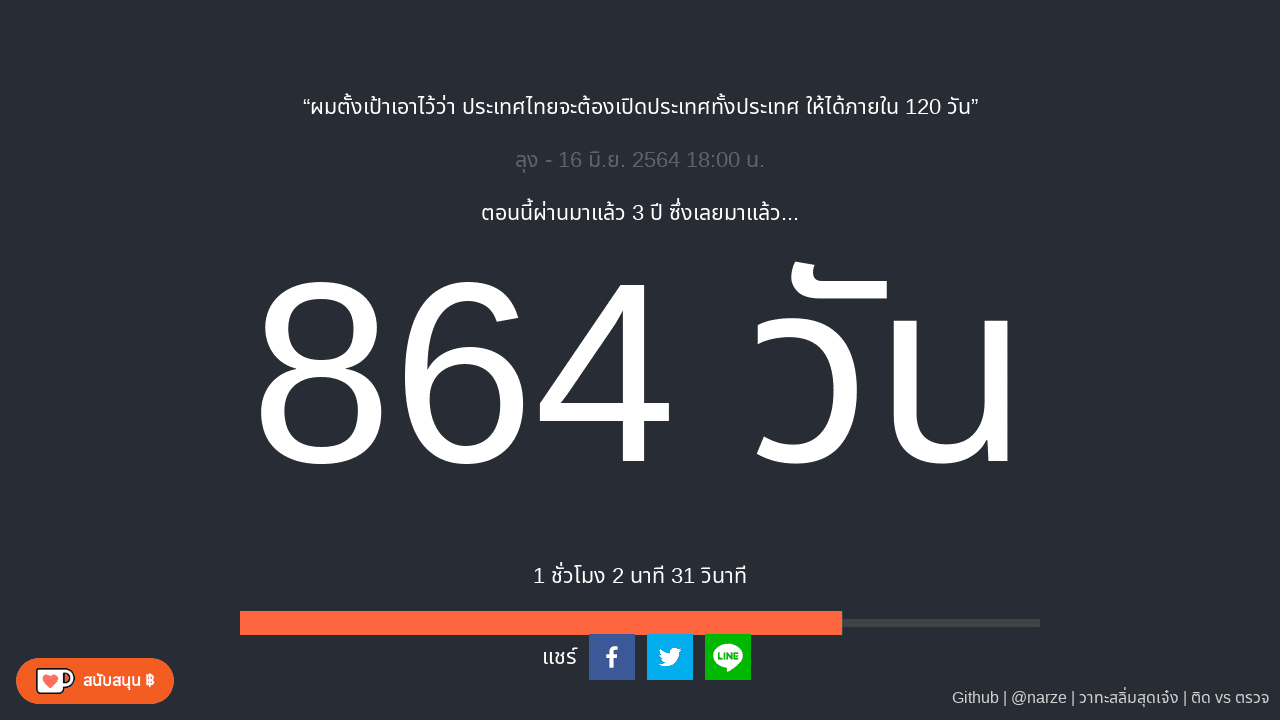 “ผมตั้งเป้าเอาไว้ว่า ประเทศไทยจะต้องเปิดประเทศทั้งประเทศ ให้ได้ภายใน 120 วัน”
ลุง - 16 มิ.ย. 2564 18:00 น.
ตอนนี้ผ่านมาแล้ว 3 ปี ซึ่งเลยมาแล้ว...
864 วัน
1 ชั่วโมง 2 นาที 31 วินาที
แชร์
LINE
สนับสนุน ฿
Github | @narze | วาทะสลิ่มสุดเจ๋ง | ติด vs ตรวจ